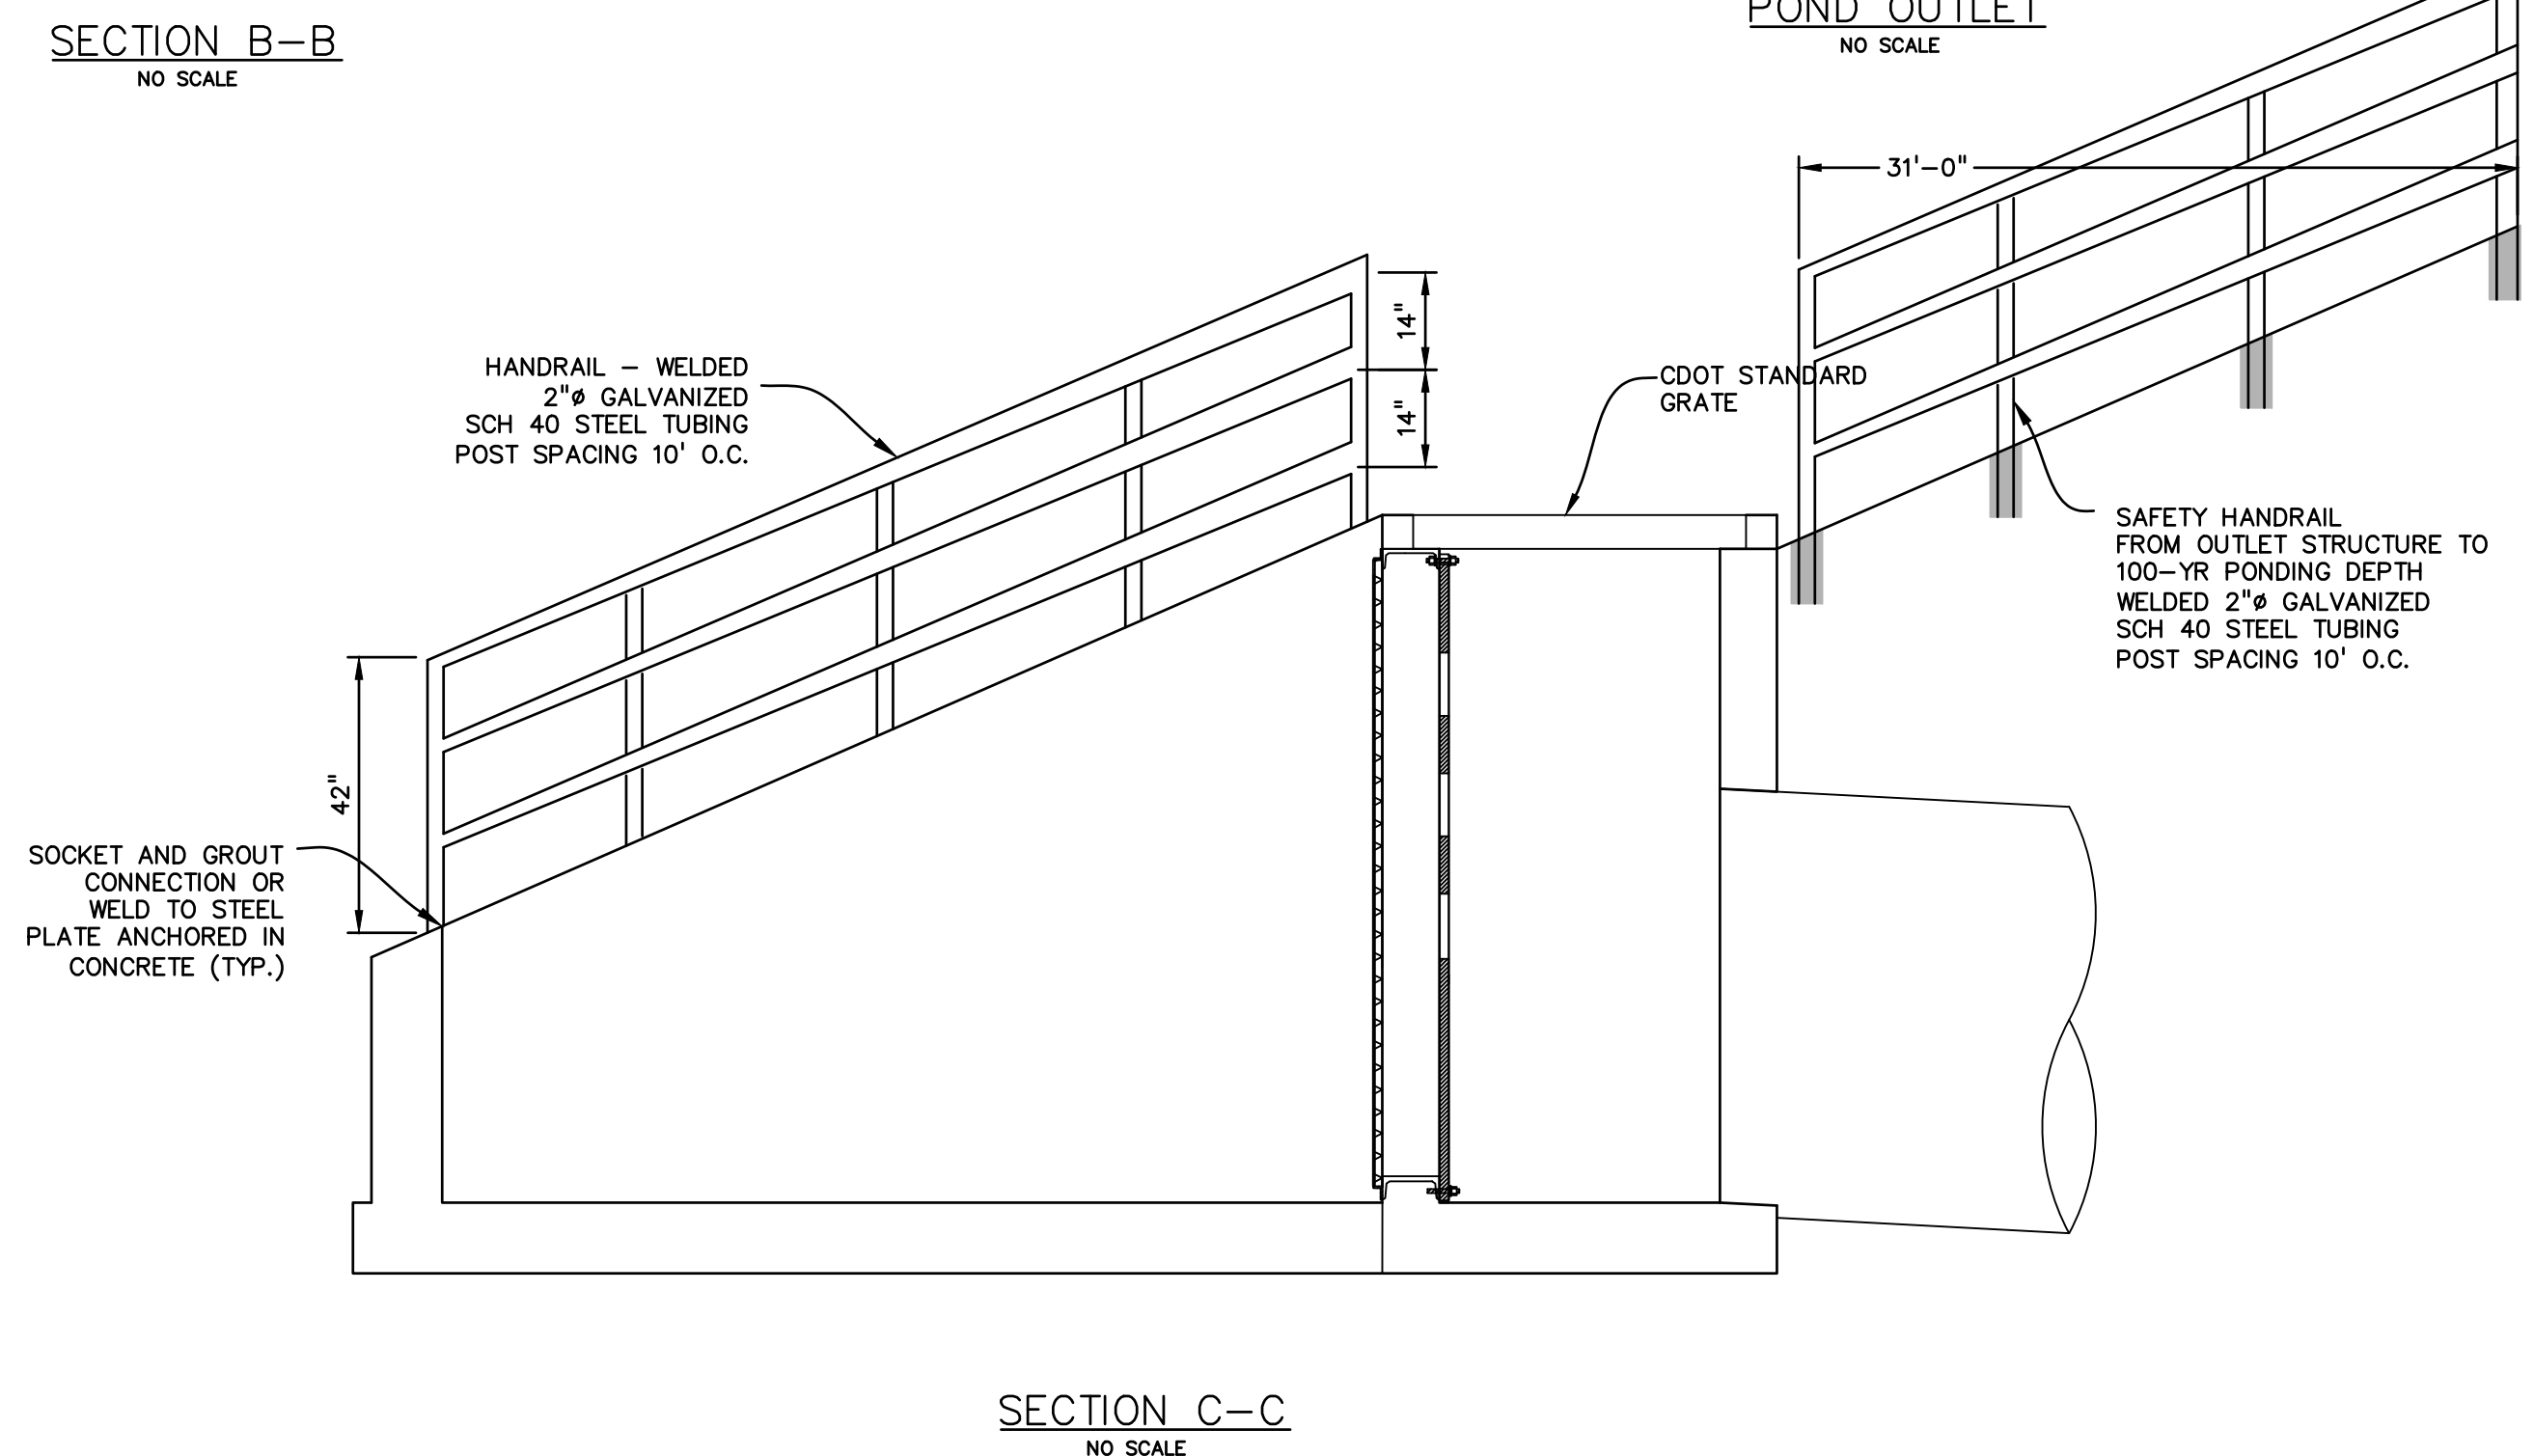 SECTION B-B
NO SCALE
POND OUTLET
NO SCALE
31'-0"
14"
14"
HANDRAIL - WELDED
2"ø GALVANIZED
SCH 40 STEEL TUBING
POST SPACING 10' O.C.
CDOT STANDARD
GRATE
SAFETY HANDRAIL
FROM OUTLET STRUCTURE TO
100-YR PONDING DEPTH
WELDED 2"ø GALVANIZED
SCH 40 STEEL TUBING
POST SPACING 10' O.C.
42"
SOCKET AND GROUT
CONNECTION OR
WELD TO STEEL
PLATE ANCHORED IN
CONCRETE (TYP.)
SECTION C-C
NO SCALE